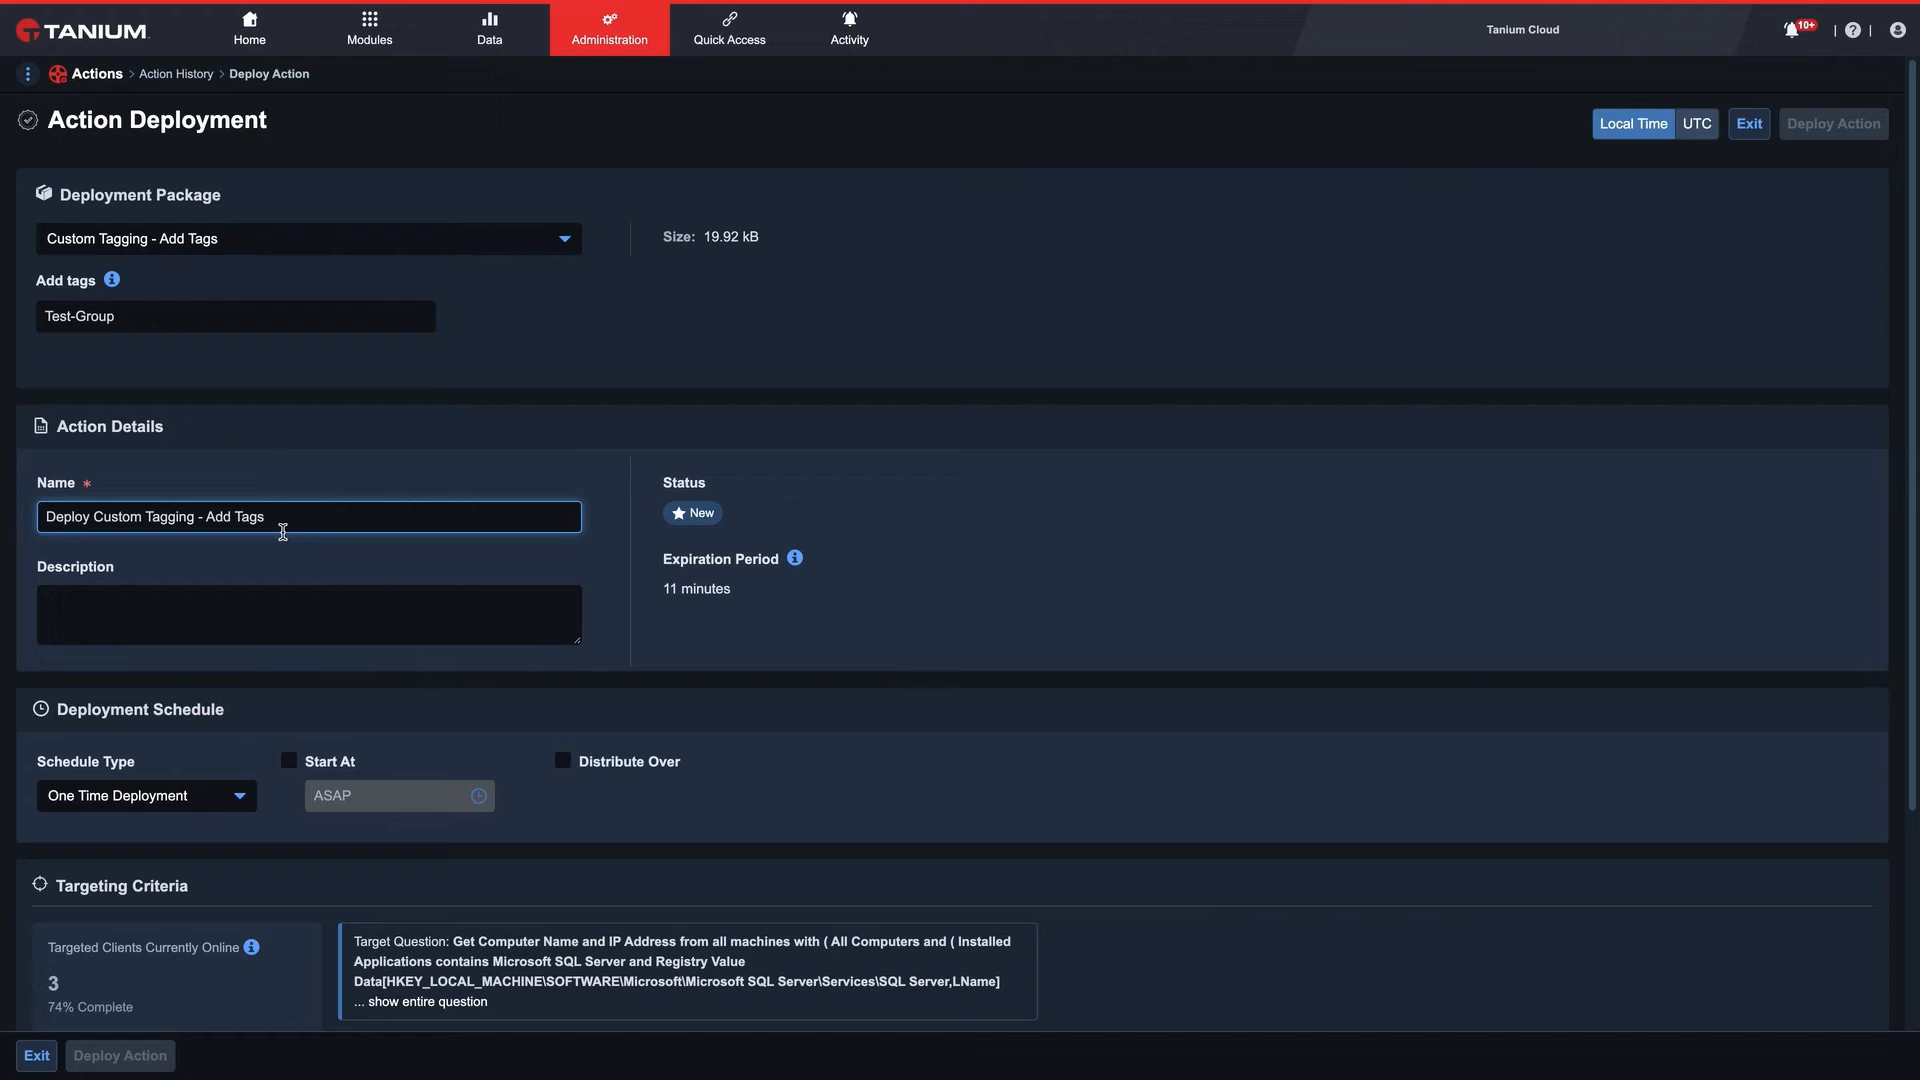 TANIUM
Home
Modules
Data
Administration
Quick Access
Activity
Tanium Cloud
10+
Actions > Action History > Deploy Action
Action Deployment
Local Time
UTC
Exit
Deploy Action
Deployment Package
Custom Tagging - Add Tags
Size: 19.92 kB
Add tags
Test-Group
Action Details
Name *
Status
Deploy Custom Tagging - Add Tags
New
Description
Expiration Period
11 minutes
Deployment Schedule
Schedule Type
Start At
Distribute Over
One Time Deployment
ASAP
Targeting Criteria
Targeted Clients Currently Online
3
74% Complete
Target Question: Get Computer Name and IP Address from all machines with ( All Computers and ( Installed
Applications contains Microsoft SQL Server and Registry Value
Data[HKEY_LOCAL_MACHINE\SOFTWARE\Microsoft\Microsoft SQL Server\Services\SQL Server,LName]
... show entire question
Exit
Deploy Action